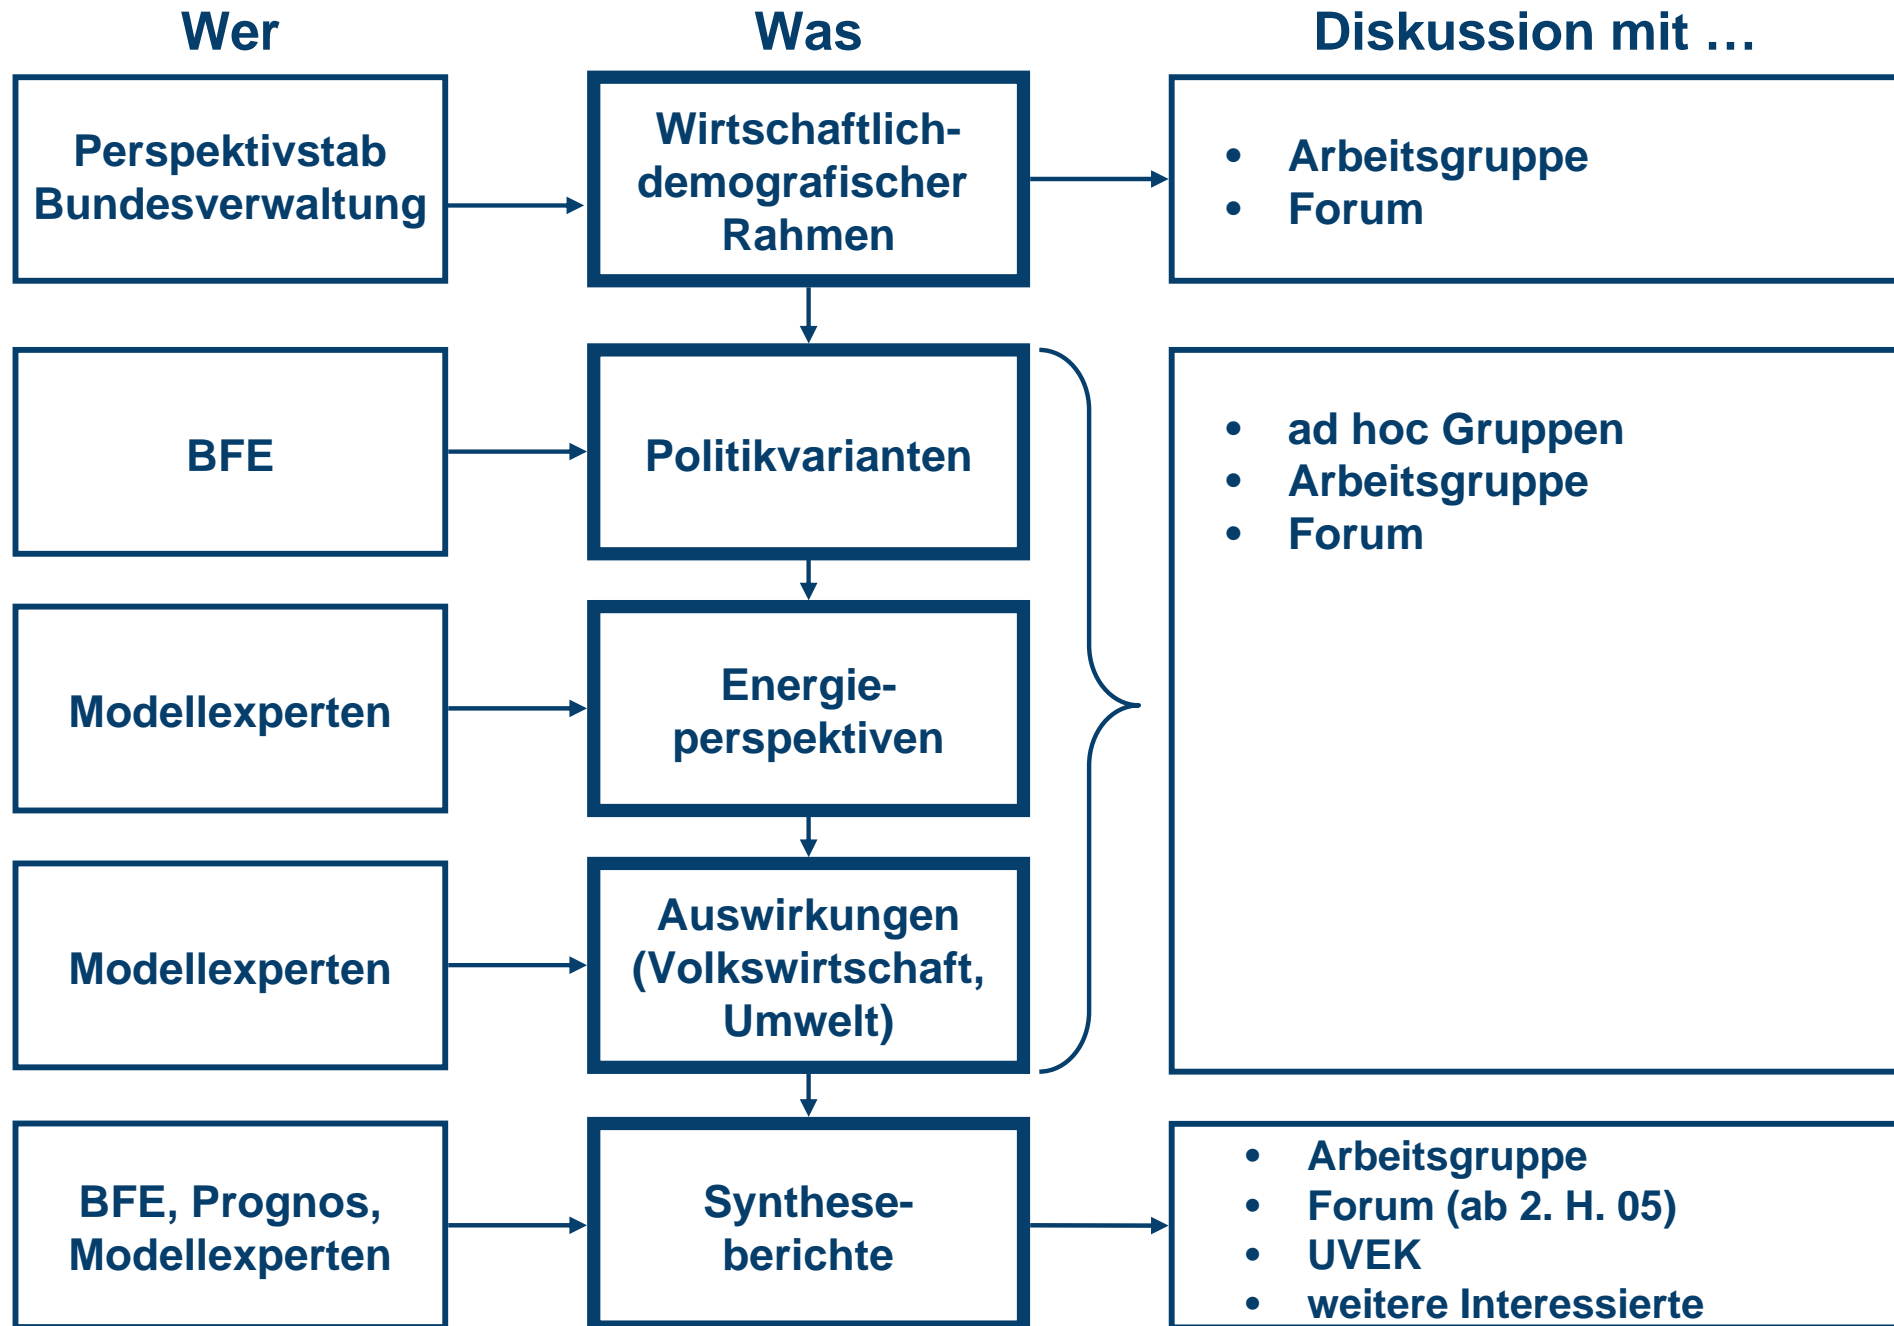 Wer
Was
Diskussion mit …
Perspektivstab
Bundesverwaltung
Wirtschaftlich-
demografischer
Rahmen
• Arbeitsgruppe
• Forum
BFE
Politikvarianten
• ad hoc Gruppen
• Arbeitsgruppe
• Forum
Modellexperten
Energie-
perspektiven
Modellexperten
Auswirkungen
(Volkswirtschaft,
Umwelt)
BFE, Prognos,
Modellexperten
Synthese-
berichte
• Arbeitsgruppe
• Forum (ab 2. H. 05)
• UVEK
• weitere Interessierte